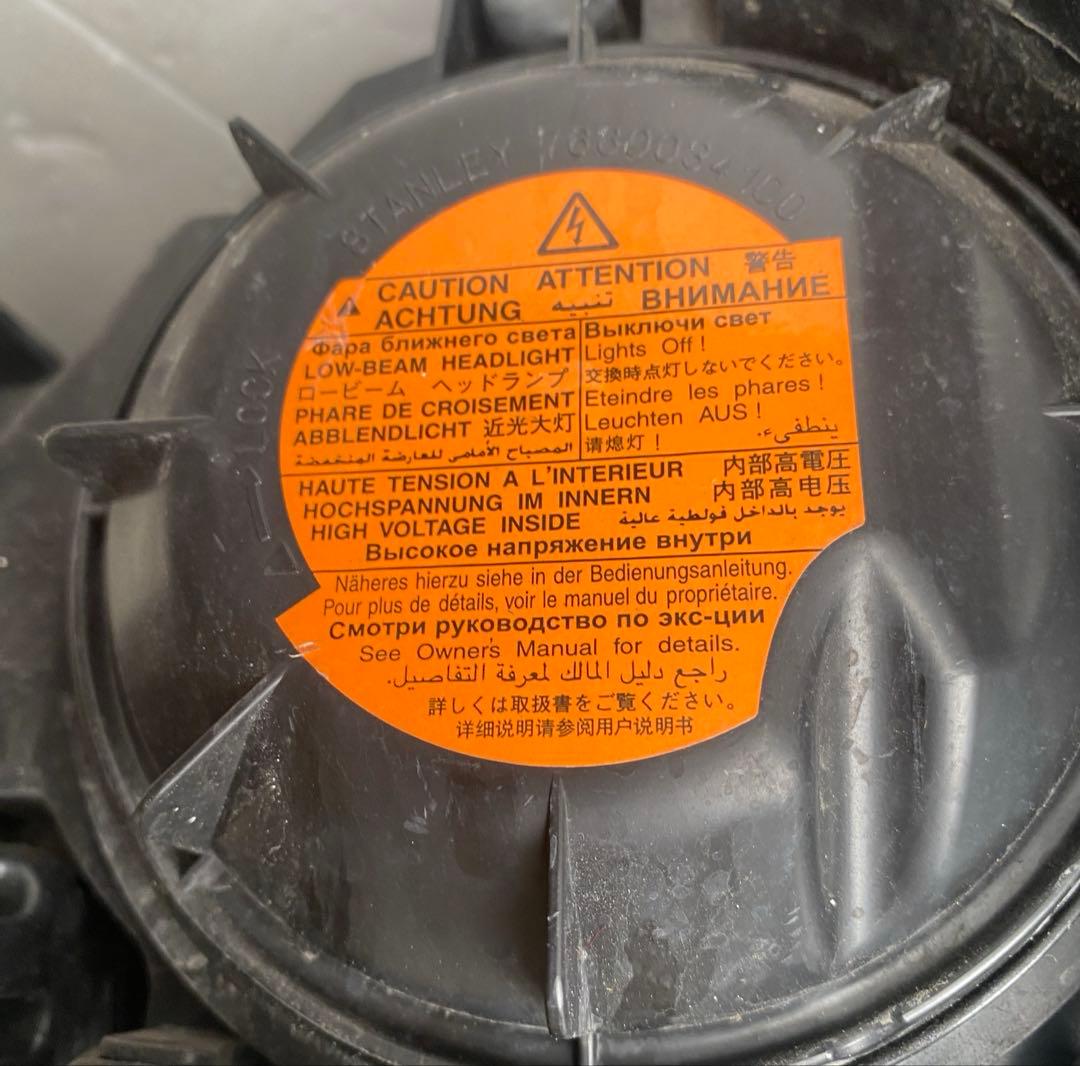 STANLEY
LOCK
CAUTION ATTENTION 警告
ACHTUNG تنبيه ВНИМАНИЕ
Фара ближнего света
LOW-BEAM HEADLIGHT
ロービーム ヘッドランプ
PHARE DE CROISEMENT
ABBLENDLICHT 近光大灯
المصباح الأمامي للعارضة المنخفضة
Выключи свет
Lights Off !
交換時点灯しないでください。
Eteindre les phares !
Leuchten AUS !
ينطفىء.
请熄灯 !
HAUTE TENSION A L'INTERIEUR 内部高電圧
HOCHSPANNUNG IM INNERN 内部高电压
HIGH VOLTAGE INSIDE يوجد بالداخل فولطية عالية
Высокое напряжение внутри
Näheres hierzu siehe in der Bedienungsanleitung.
Pour plus de détails, voir le manuel du propriétaire.
Смотри руководство по экс-ции
See Owner's Manual for details.
راجع دليل المالك لمعرفة التفاصيل.
詳しくは取扱書をご覧ください。
详细说明请参阅用户说明书